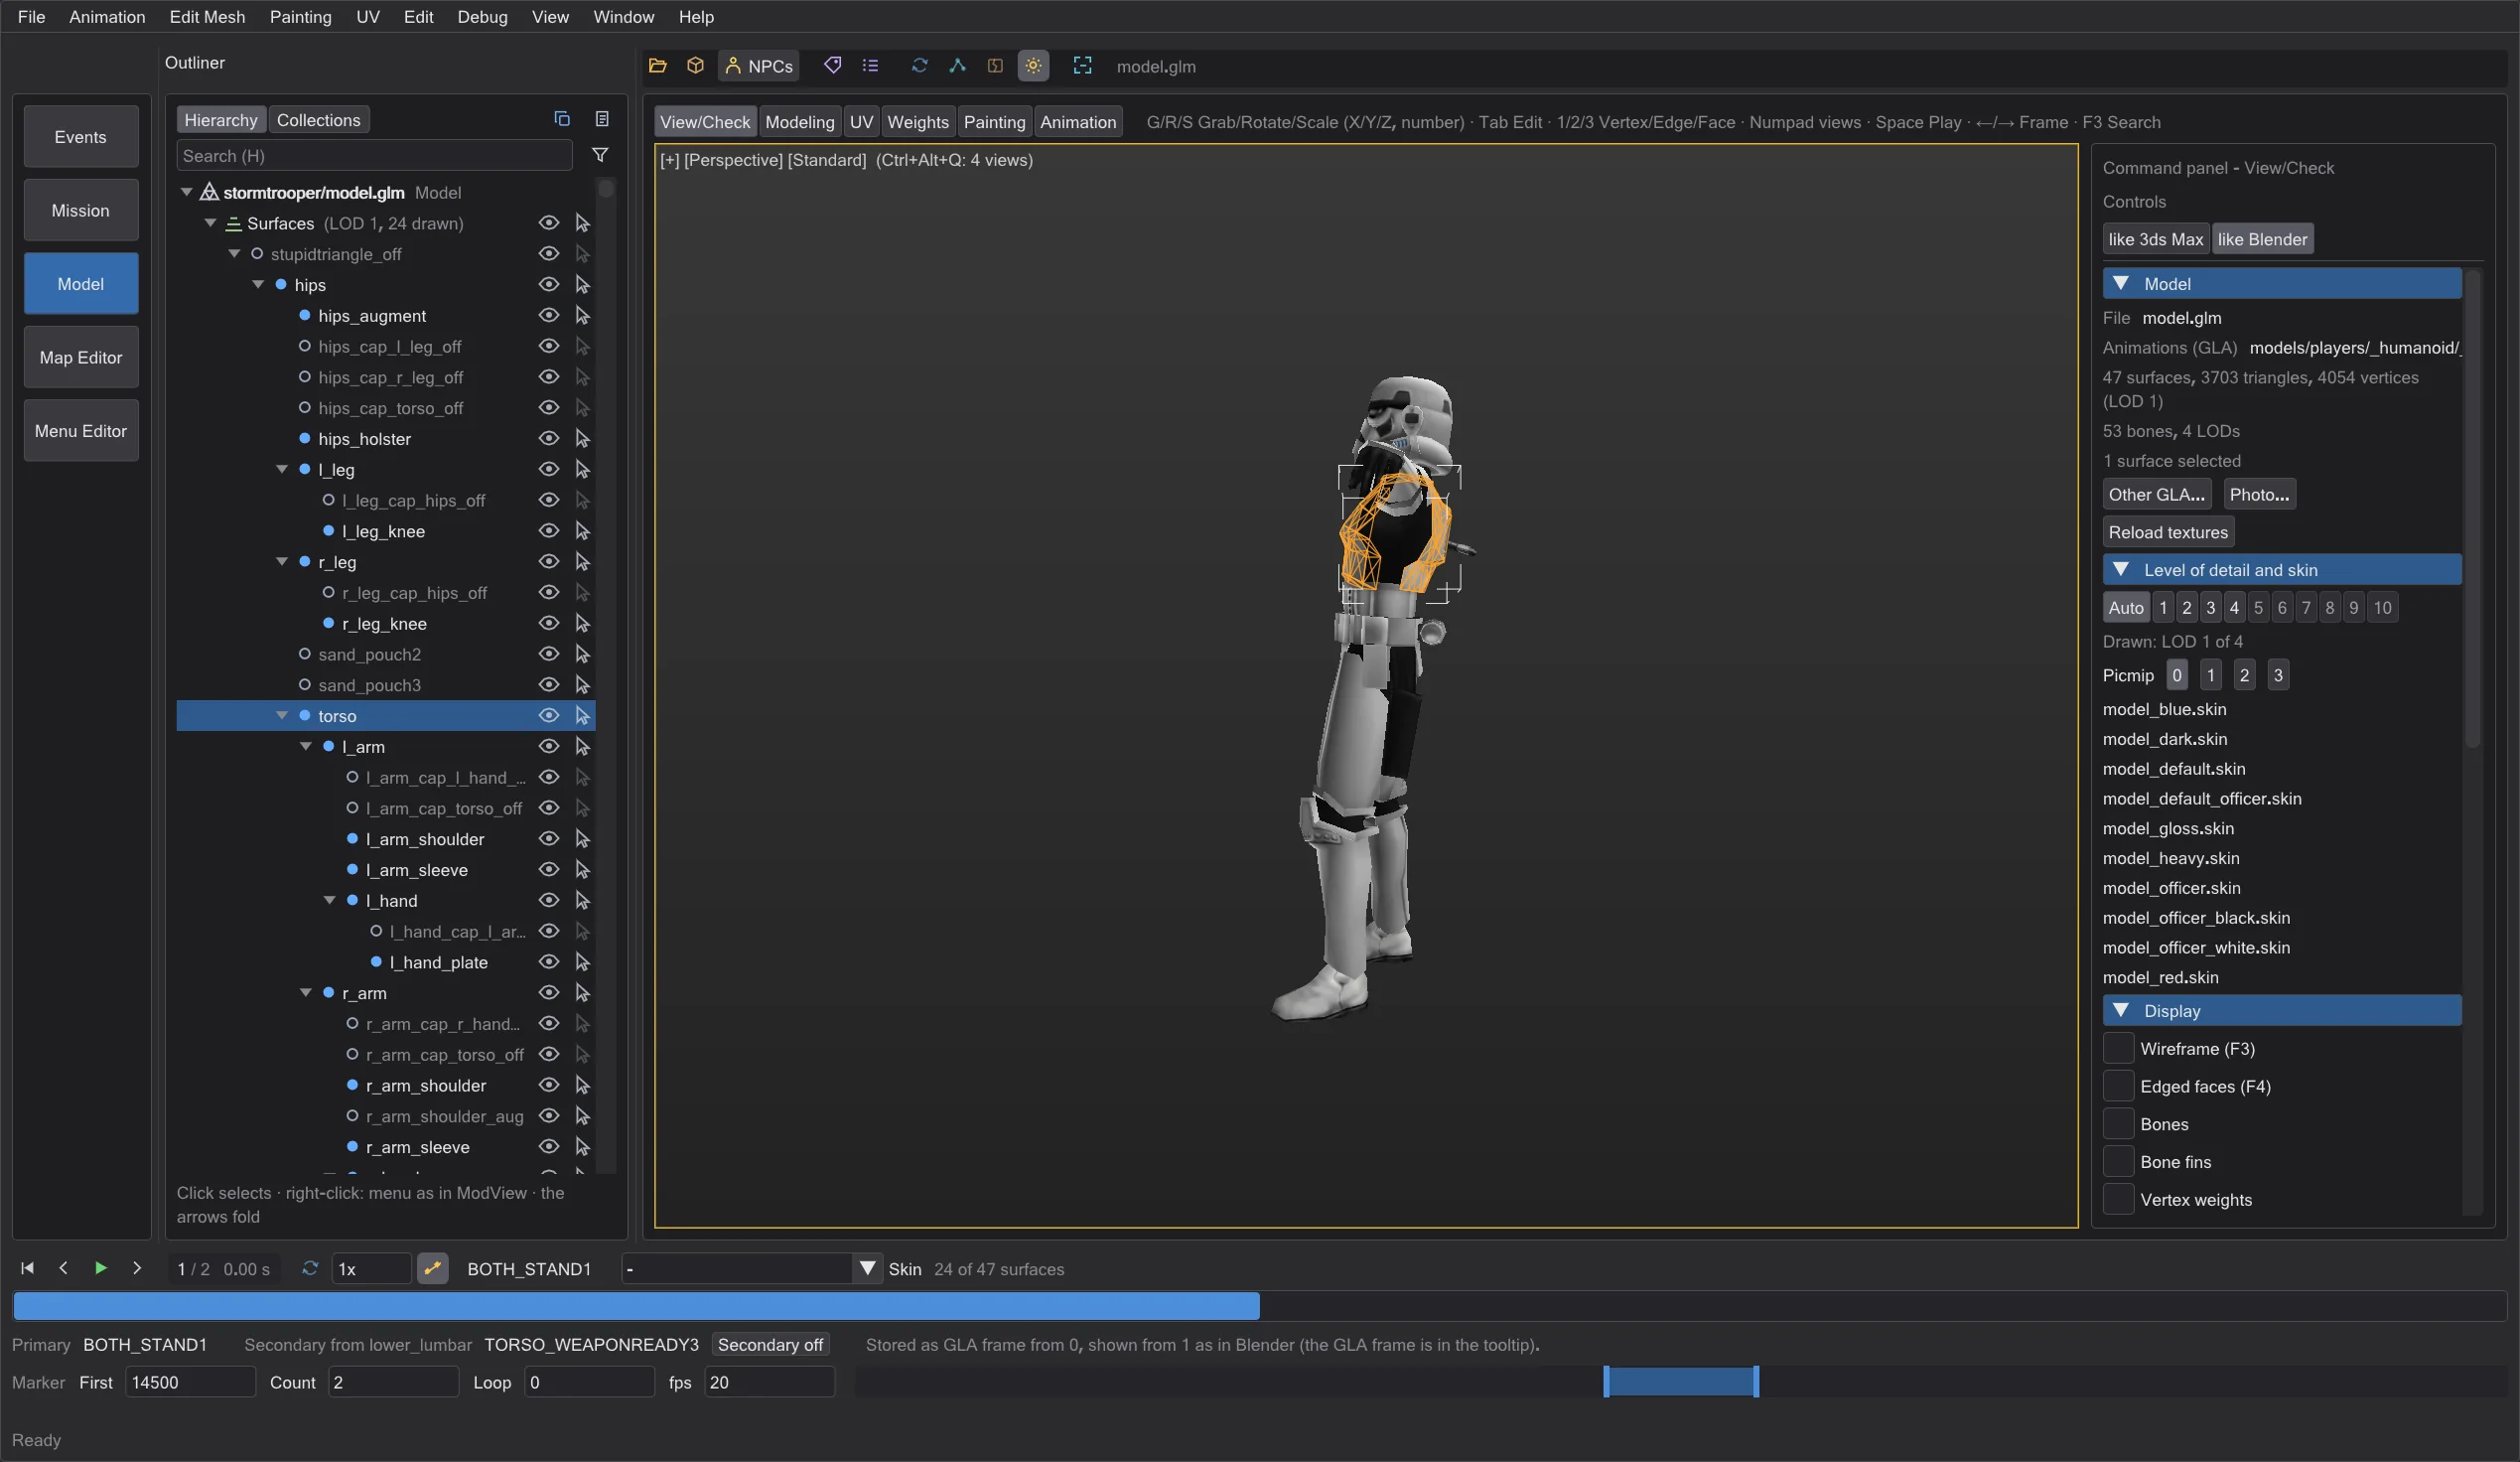 File Animation Edit Mesh Painting UV Edit Debug View Window Help
Outliner
NPCs
model.glm
Events
Mission
Model
Map Editor
Menu Editor
Hierarchy Collections
Search (H)
stormtrooper/model.glm Model
Surfaces (LOD 1, 24 drawn)
stupidtriangle_off
hips
hips_augment
hips_cap_l_leg_off
hips_cap_r_leg_off
hips_cap_torso_off
hips_holster
l_leg
l_leg_cap_hips_off
l_leg_knee
r_leg
r_leg_cap_hips_off
r_leg_knee
sand_pouch2
sand_pouch3
torso
l_arm
l_arm_cap_l_hand_...
l_arm_cap_torso_off
l_arm_shoulder
l_arm_sleeve
l_hand
l_hand_cap_l_ar...
l_hand_plate
r_arm
r_arm_cap_r_hand...
r_arm_cap_torso_off
r_arm_shoulder
r_arm_shoulder_aug
r_arm_sleeve
Click selects · right-click: menu as in ModView · the
arrows fold
View/Check Modeling UV Weights Painting Animation G/R/S Grab/Rotate/Scale (X/Y/Z, number) · Tab Edit · 1/2/3 Vertex/Edge/Face · Numpad views · Space Play · ←/→ Frame · F3 Search
[+] [Perspective] [Standard] (Ctrl+Alt+Q: 4 views)
Command panel - View/Check
Controls
like 3ds Max like Blender
Model
File model.glm
Animations (GLA) models/players/_humanoid/_
47 surfaces, 3703 triangles, 4054 vertices
(LOD 1)
53 bones, 4 LODs
1 surface selected
Other GLA... Photo...
Reload textures
Level of detail and skin
Auto 1 2 3 4 5 6 7 8 9 10
Drawn: LOD 1 of 4
Picmip 0 1 2 3
model_blue.skin
model_dark.skin
model_default.skin
model_default_officer.skin
model_gloss.skin
model_heavy.skin
model_officer.skin
model_officer_black.skin
model_officer_white.skin
model_red.skin
Display
Wireframe (F3)
Edged faces (F4)
Bones
Bone fins
Vertex weights
1 / 2 0.00 s 1x BOTH_STAND1 - Skin 24 of 47 surfaces
Primary BOTH_STAND1 Secondary from lower_lumbar TORSO_WEAPONREADY3 Secondary off Stored as GLA frame from 0, shown from 1 as in Blender (the GLA frame is in the tooltip).
Marker First 14500 Count 2 Loop 0 fps 20
Ready